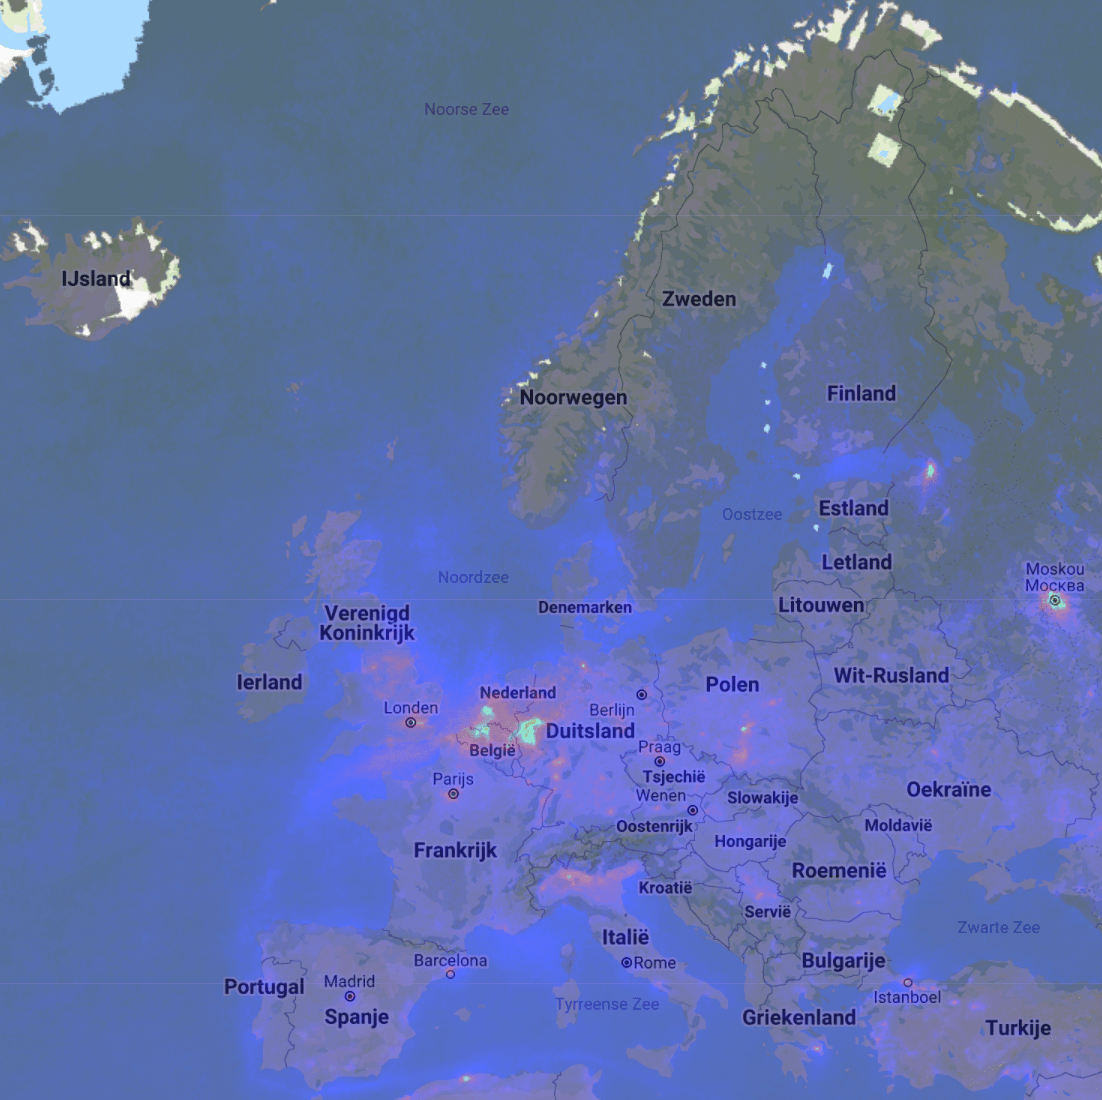 Noorse Zee
IJsland
Zweden
Noorwegen
Finland
Oostzee
Estland
Letland
Moskou
Москва
Noordzee
Denemarken
Litouwen
Verenigd
Koninkrijk
Ierland
Nederland
Polen
Wit-Rusland
Londen
Berlijn
Duitsland
België
Praag
Tsjechië
Parijs
Wenen
Slowakije
Oekraïne
Oostenrijk
Moldavië
Frankrijk
Hongarije
Roemenië
Kroatië
Servië
Zwarte Zee
Italië
Barcelona
Rome
Bulgarije
Portugal
Madrid
Istanboel
Tyrreense Zee
Spanje
Griekenland
Turkije